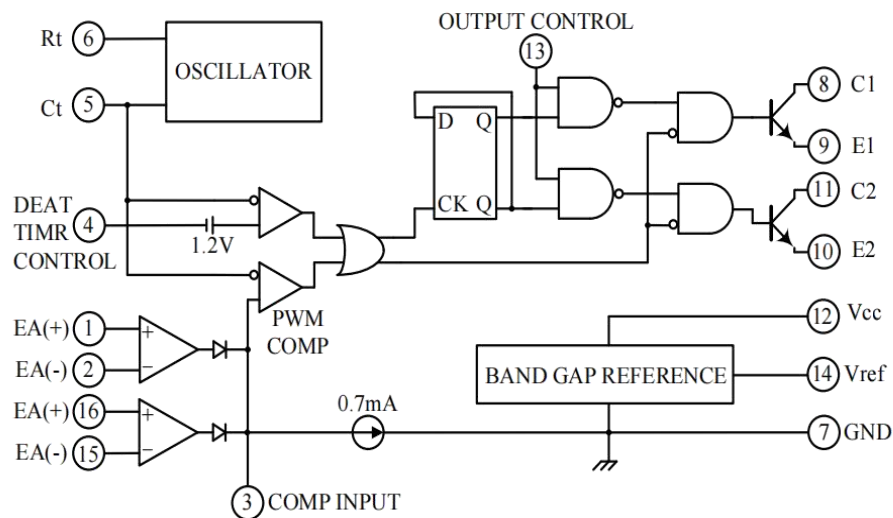 OUTPUT CONTROL
Rt 6
OSCILLATOR
13
8 C1
Ct 5
D Q
9 E1
DEAT TIMR CONTROL
4
1.2V
CK Q
11 C2
10 E2
PWM COMP
EA(+) 1
+
EA(-) 2
-
12 Vcc
BAND GAP REFERENCE
14 Vref
EA(+) 16
+
0.7mA
EA(-) 15
-
7 GND
3 COMP INPUT